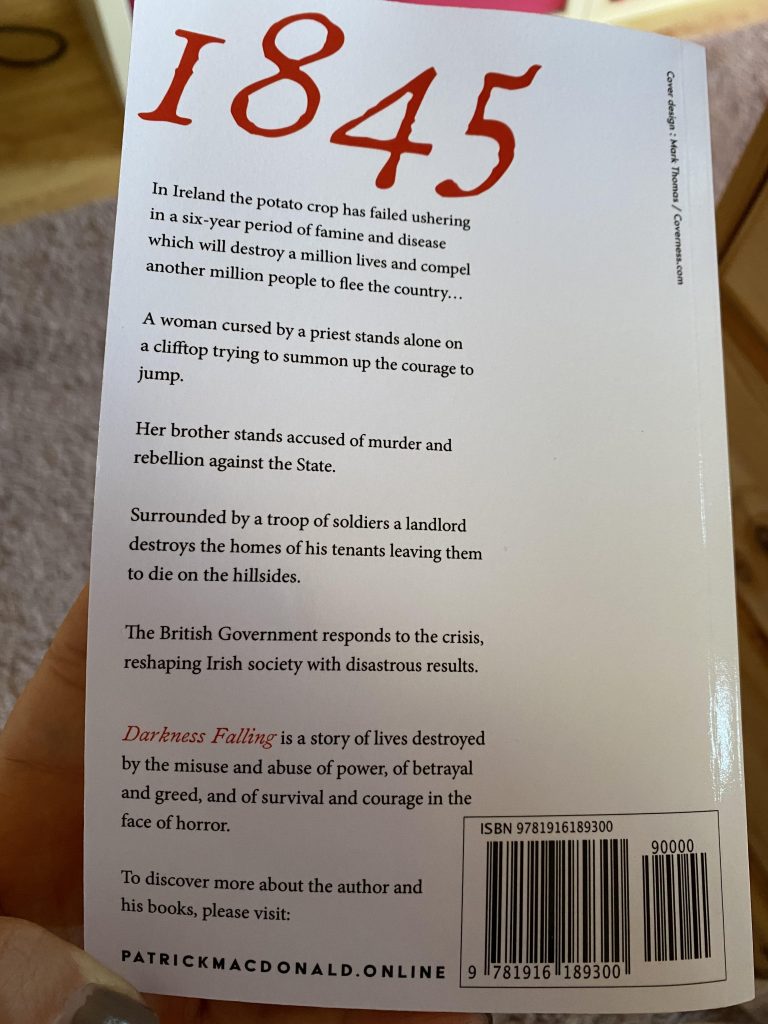 1845
Cover design : Mark Thomas / Coverness.com
In Ireland the potato crop has failed ushering
in a six-year period of famine and disease
which will destroy a million lives and compel
another million people to flee the country...
A woman cursed by a priest stands alone on
a clifftop trying to summon up the courage to
jump.
Her brother stands accused of murder and
rebellion against the State.
Surrounded by a troop of soldiers a landlord
destroys the homes of his tenants leaving them
to die on the hillsides.
The British Government responds to the crisis,
reshaping Irish society with disastrous results.
Darkness Falling is a story of lives destroyed
by the misuse and abuse of power, of betrayal
and greed, and of survival and courage in the
face of horror.
To discover more about the author and
his books, please visit:
PATRICKMACDONALD.ONLINE
ISBN 9781916189300
90000
9 781916 189300